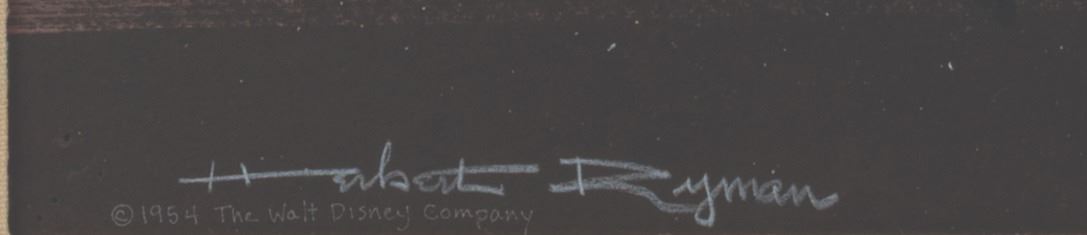 Herbert Ryman
©1954 The Walt Disney Company